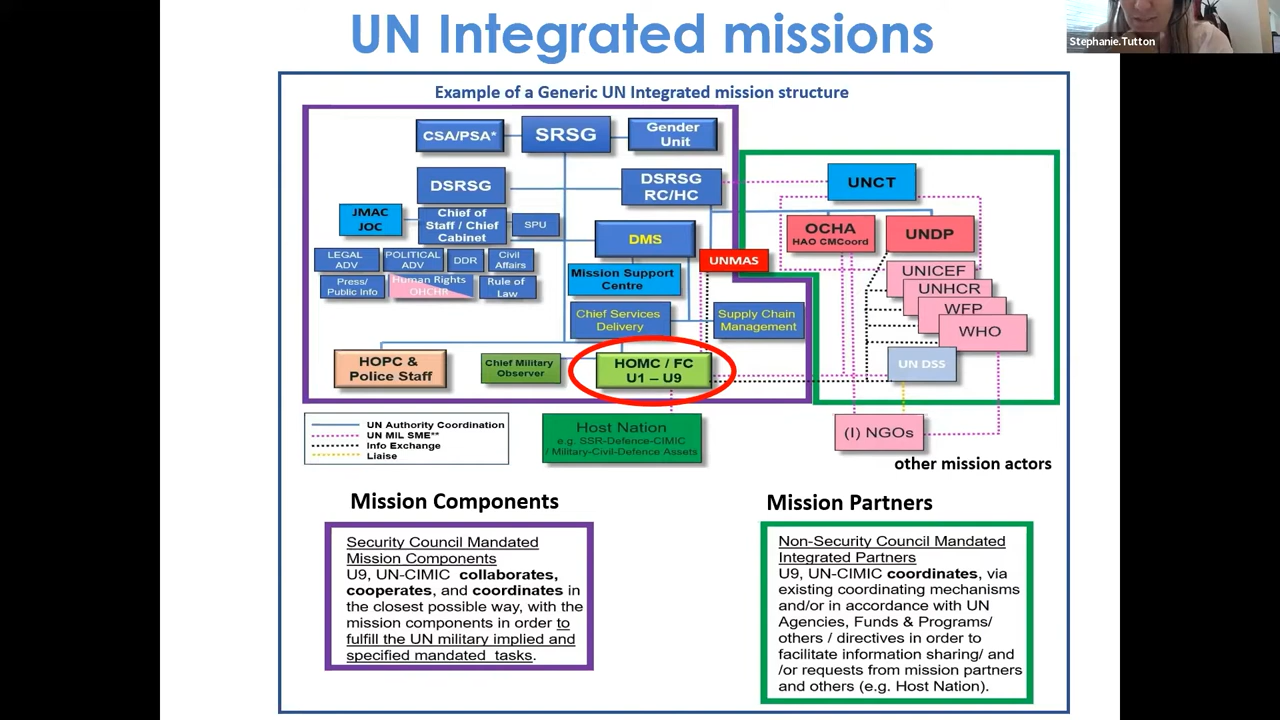 UN Integrated missions
Stephanie.Tutton
Example of a Generic UN Integrated mission structure
CSA/PSA*
SRSG
Gender
Unit
DSRSG
DSRSG
RC/HC
UNCT
JMAC
JOC
Chief of
Staff / Chief
Cabinet
SPU
DMS
OCHA
HAO CMCoord
UNDP
LEGAL
ADV
POLITICAL
ADV
DDR
Civil
Affairs
UNMAS
Press/
Public Info
Human Rights
OHCHR
Rule of
Law
Mission Support
Centre
UNICEF
UNHCR
WFP
WHO
Chief Services
Delivery
Supply Chain
Management
HOPC &
Police Staff
Chief Military
Observer
HOMC / FC
U1 – U9
UN DSS
UN Authority Coordination
UN MIL SME**
Info Exchange
Liaise
Host Nation
e.g. SSR-Defence-CIMIC
/ Military-Civil-Defence Assets
(I) NGOs
other mission actors
Mission Components
Security Council Mandated
Mission Components
U9, UN-CIMIC collaborates,
cooperates, and coordinates in
the closest possible way, with the
mission components in order to
fulfill the UN military implied and
specified mandated tasks.
Mission Partners
Non-Security Council Mandated
Integrated Partners
U9, UN-CIMIC coordinates, via
existing coordinating mechanisms
and/or in accordance with UN
Agencies, Funds & Programs/
others / directives in order to
facilitate information sharing/ and
/or requests from mission partners
and others (e.g. Host Nation).